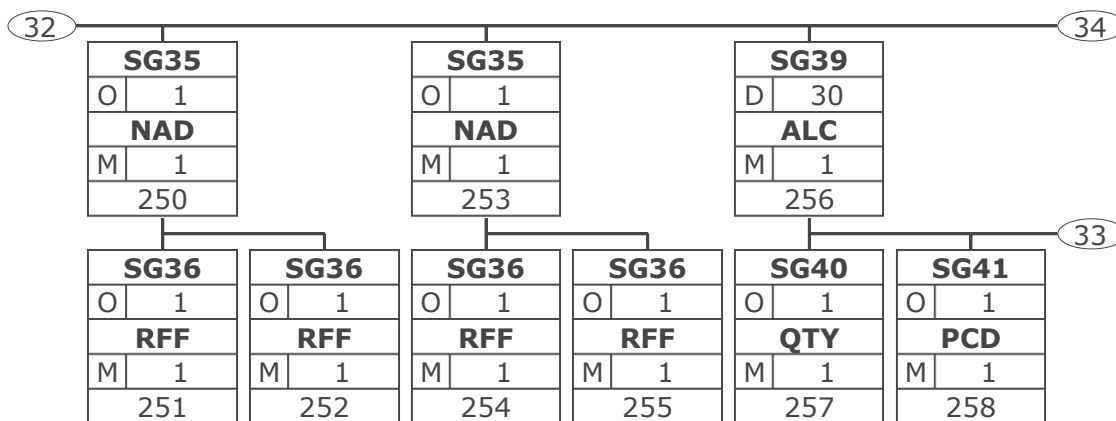 32 34
SG35 SG35 SG39
O 1 O 1 D 30
NAD NAD ALC
M 1 M 1 M 1
250 253 256
33
SG36 SG36 SG36 SG36 SG40 SG41
O 1 O 1 O 1 O 1 O 1 O 1
RFF RFF RFF RFF QTY PCD
M 1 M 1 M 1 M 1 M 1 M 1
251 252 254 255 257 258